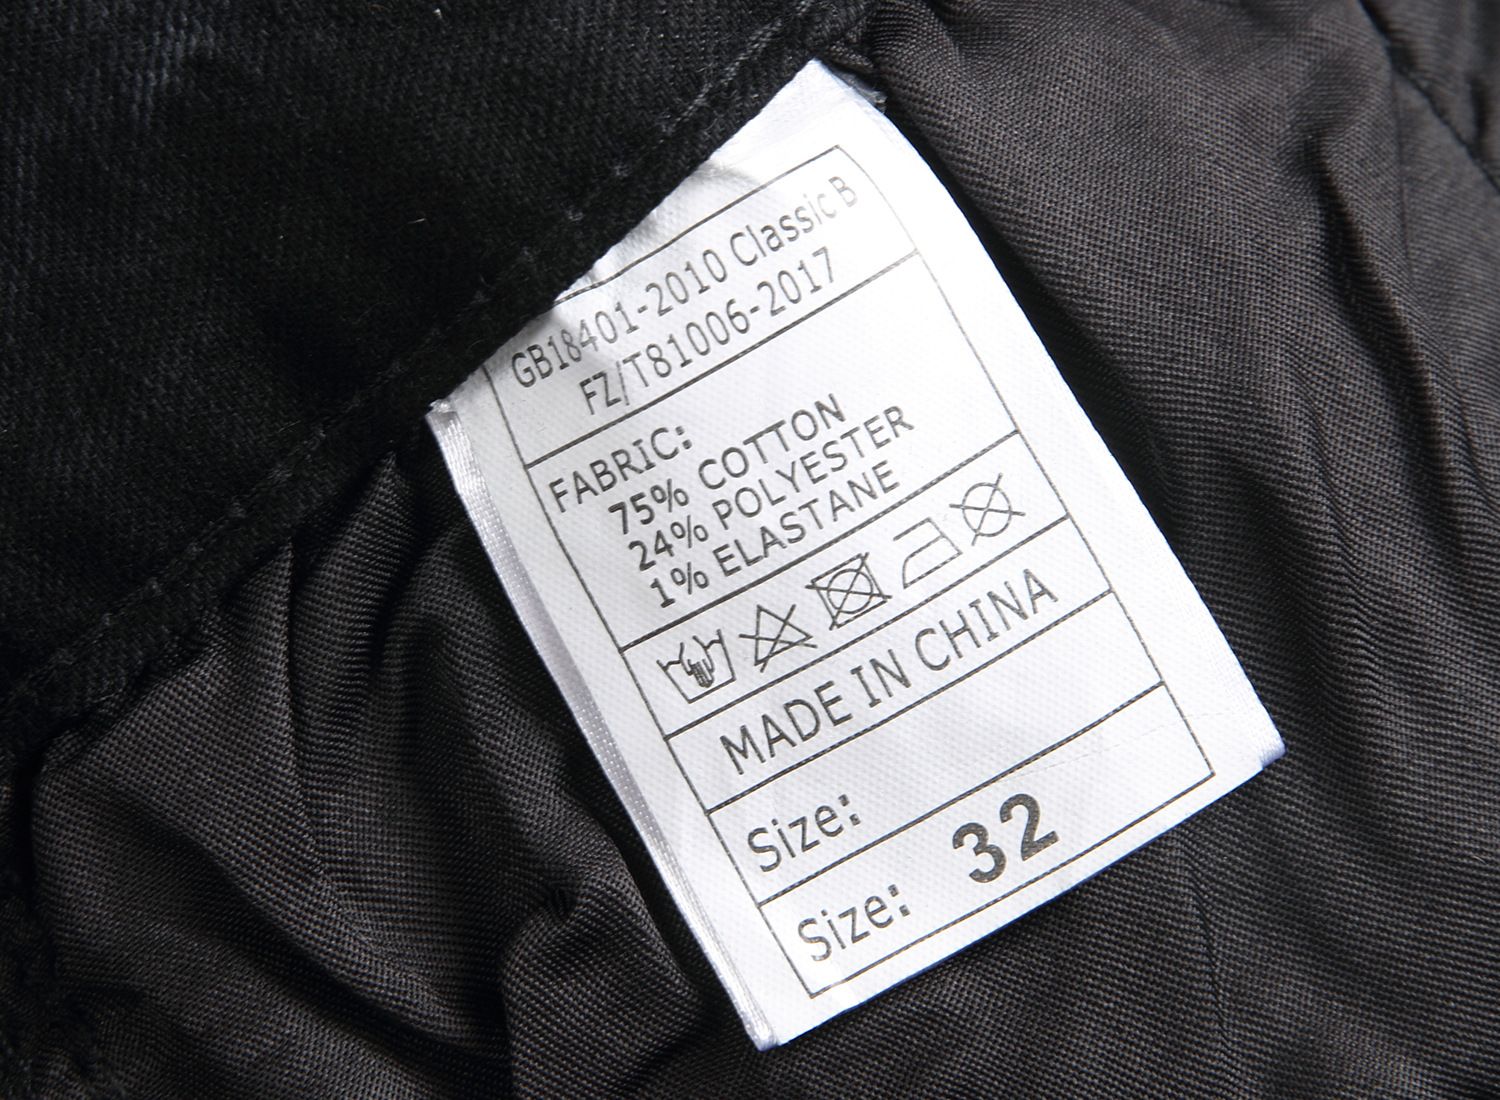 GB18401-2010 Classic B
FZ/T81006-2017
FABRIC:
75% COTTON
24% POLYESTER
1% ELASTANE
MADE IN CHINA
Size:
Size: 32